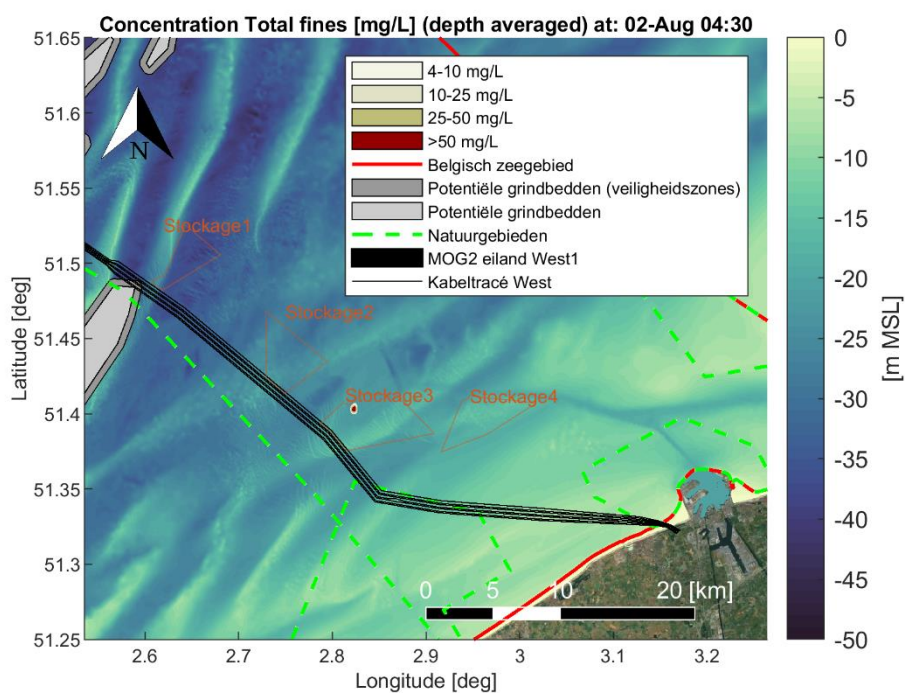 Concentration Total fines [mg/L] (depth averaged) at: 02-Aug 04:30
51.65
51.6
51.55
51.5
51.45
51.4
51.35
51.3
51.25
Latitude [deg]
N
4-10 mg/L
10-25 mg/L
25-50 mg/L
>50 mg/L
Belgisch zeegebied
Potentiële grindbedden (veiligheidszones)
Potentiële grindbedden
Natuurgebieden
MOG2 eiland West1
Kabeltracé West
Stockage1
Stockage2
Stockage3
Stockage4
0 5 10 20 [km]
2.6 2.7 2.8 2.9 3 3.1 3.2
Longitude [deg]
0
-5
-10
-15
-20
-25
-30
-35
-40
-45
-50
[m MSL]